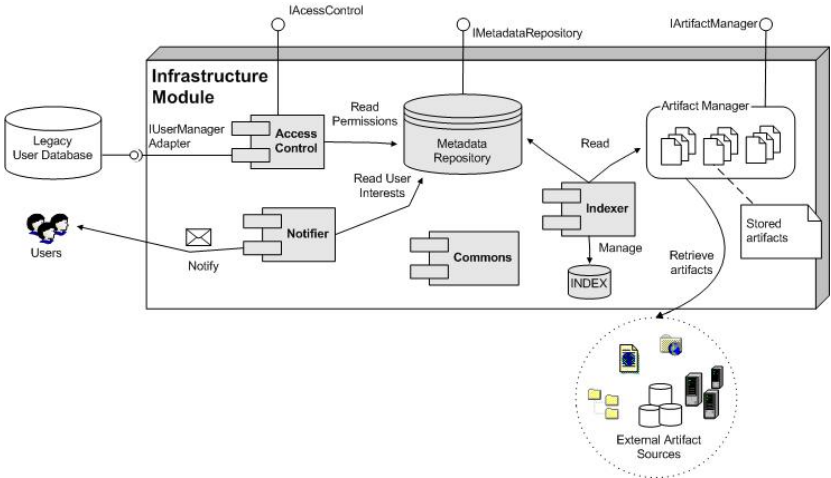 IAcessControl
IMetadataRepository
IArtifactManager
Infrastructure
Module
Legacy
User Database
IUserManager
Adapter
Access
Control
Read
Permissions
Metadata
Repository
Read
Artifact Manager
Read User
Interests
Users
Notify
Notifier
Commons
Indexer
Manage
INDEX
Stored
artifacts
Retrieve
artifacts
External Artifact
Sources